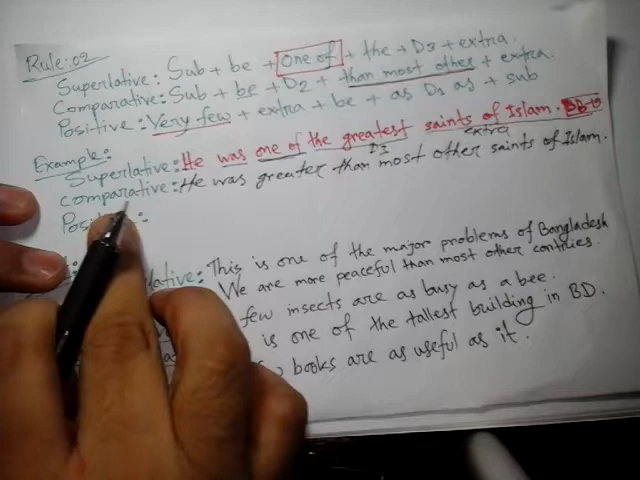 Rule:02
Superlative: Sub + be + One of + the + D3 + extra.
Comparative: Sub + be + D2 + than most other + extra.
Positive: Very few + extra + be + as D1 as + sub
Example:
Superlative: He was one of the greatest saints of Islam.
D3 extra
Comparative: He was greater than most other saints of Islam.
lative: This is one of the major problems of Bangladesh
We are more peaceful than most other contries.
few insects are as busy as a bee.
is one of the tallest building in BD.
books are as useful as it.